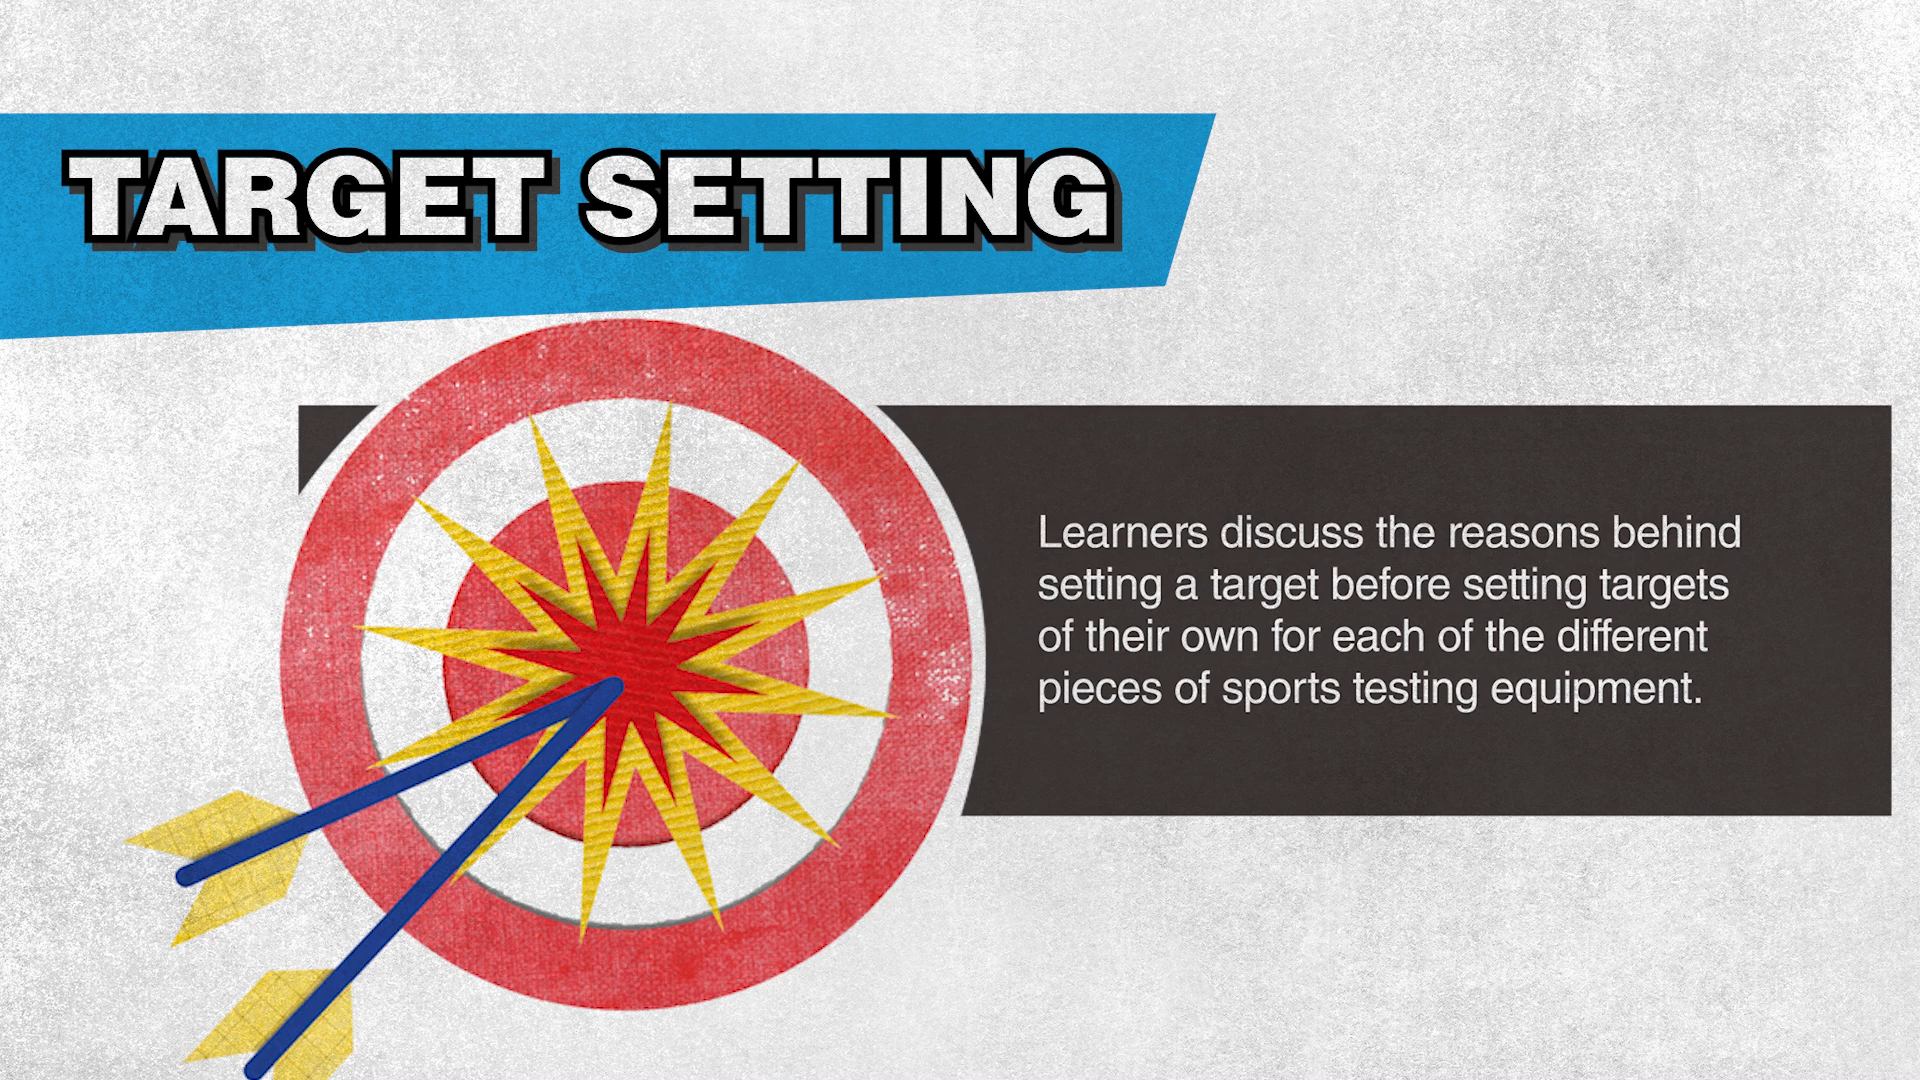 TARGET SETTING
Learners discuss the reasons behind
setting a target before setting targets
of their own for each of the different
pieces of sports testing equipment.